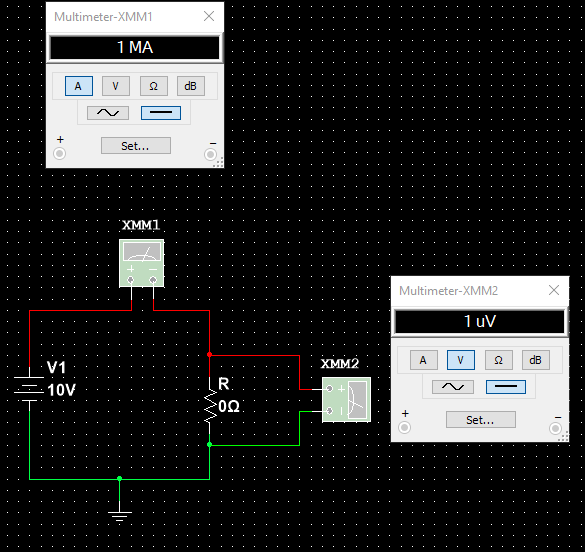 Multimeter-XMM1
1 MA
A V Ω dB
+ −
Set...
XMM1
+ −
V1
10V
R
0Ω
XMM2
+
−
Multimeter-XMM2
1 uV
A V Ω dB
+ −
Set...